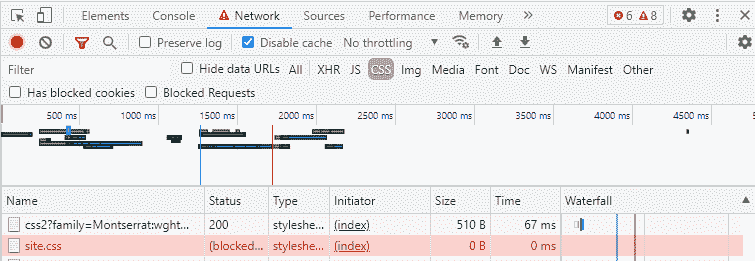 Elements Console Network Sources Performance Memory 6 8
Preserve log Disable cache No throttling
Filter Hide data URLs All XHR JS CSS Img Media Font Doc WS Manifest Other
Has blocked cookies Blocked Requests
500 ms 1000 ms 1500 ms 2000 ms 2500 ms 3000 ms 3500 ms 4000 ms 4500 ms
Name Status Type Initiator Size Time Waterfall
css2?family=Montserrat:wght... 200 styleshe... (index) 510 B 67 ms
site.css (blocked... styleshe... (index) 0 B 0 ms